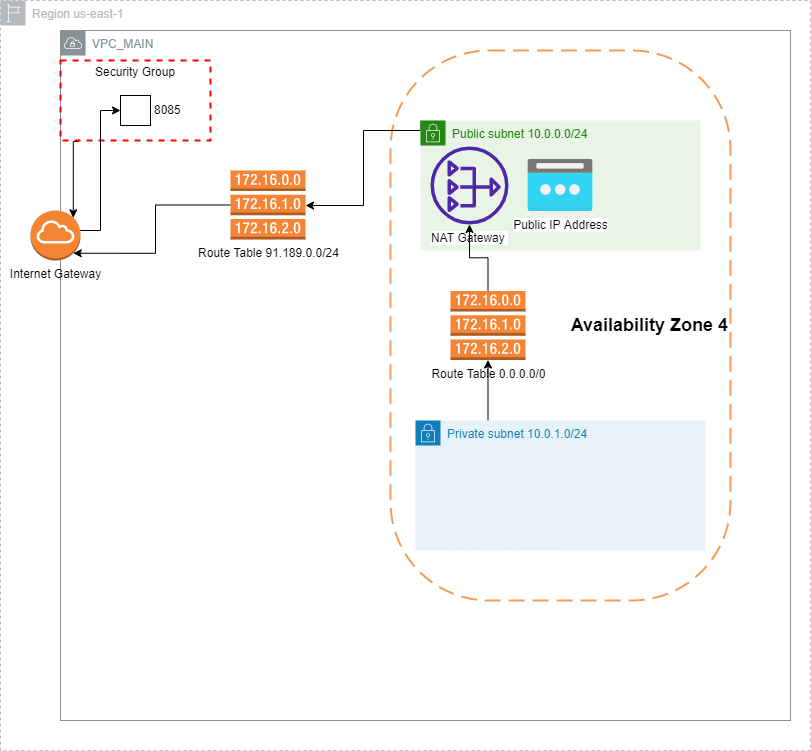 Region us-east-1
VPC_MAIN
Security Group
8085
Public subnet 10.0.0.0/24
172.16.0.0
172.16.1.0
172.16.2.0
Route Table 91.189.0.0/24
NAT Gateway
Public IP Address
Internet Gateway
172.16.0.0
172.16.1.0
172.16.2.0
Availability Zone 4
Route Table 0.0.0.0/0
Private subnet 10.0.1.0/24